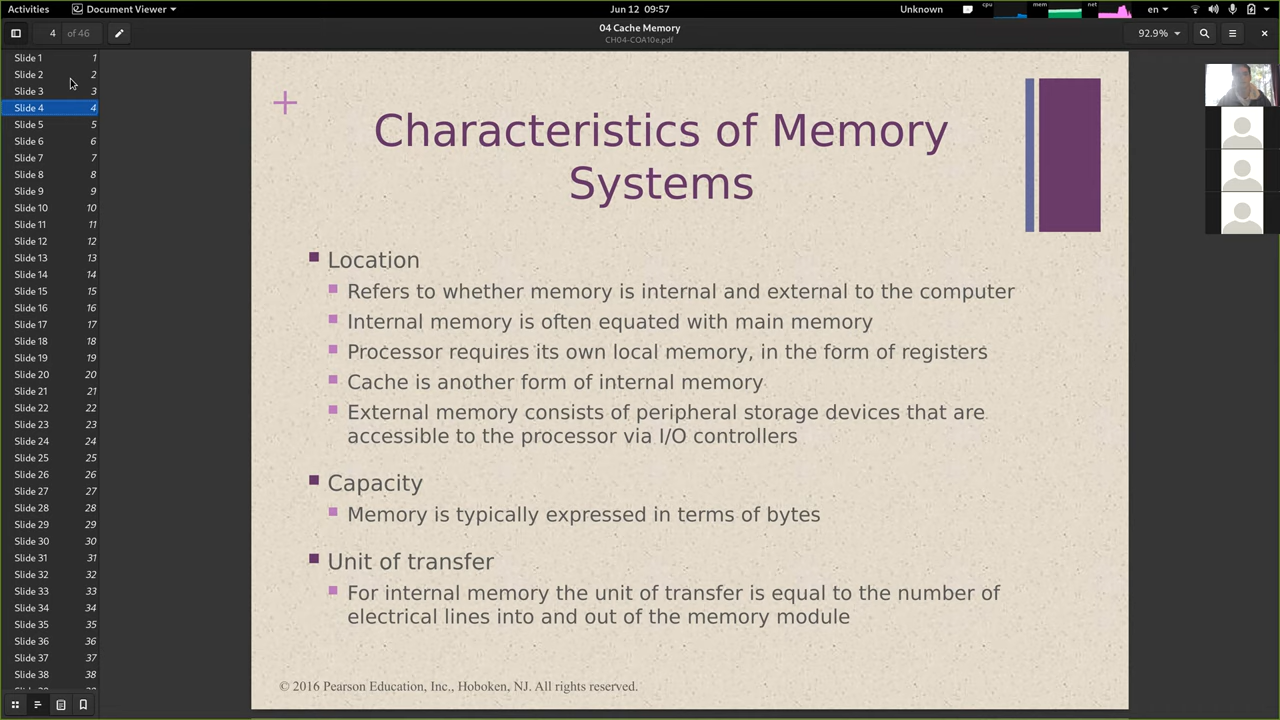 Activities
Document Viewer
Jun 12 09:57
Unknown
cpu
mem
net
en
4 of 46
04 Cache Memory
CH04-COA10e.pdf
92.9%
Slide 1 1
Slide 2 2
Slide 3 3
Slide 4 4
Slide 5 5
Slide 6 6
Slide 7 7
Slide 8 8
Slide 9 9
Slide 10 10
Slide 11 11
Slide 12 12
Slide 13 13
Slide 14 14
Slide 15 15
Slide 16 16
Slide 17 17
Slide 18 18
Slide 19 19
Slide 20 20
Slide 21 21
Slide 22 22
Slide 23 23
Slide 24 24
Slide 25 25
Slide 26 26
Slide 27 27
Slide 28 28
Slide 29 29
Slide 30 30
Slide 31 31
Slide 32 32
Slide 33 33
Slide 34 34
Slide 35 35
Slide 36 36
Slide 37 37
Slide 38 38
+
Characteristics of Memory
Systems
Location
Refers to whether memory is internal and external to the computer
Internal memory is often equated with main memory
Processor requires its own local memory, in the form of registers
Cache is another form of internal memory
External memory consists of peripheral storage devices that are
accessible to the processor via I/O controllers
Capacity
Memory is typically expressed in terms of bytes
Unit of transfer
For internal memory the unit of transfer is equal to the number of
electrical lines into and out of the memory module
© 2016 Pearson Education, Inc., Hoboken, NJ. All rights reserved.